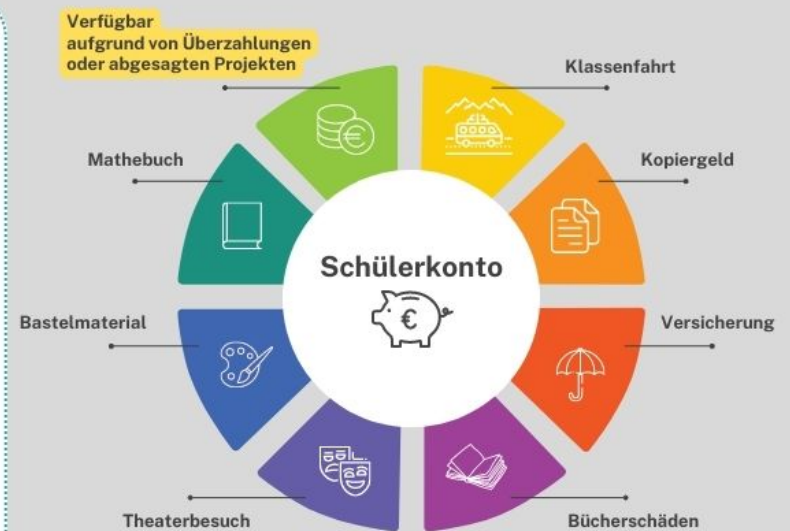 Verfügbar
aufgrund von Überzahlungen
oder abgesagten Projekten
Klassenfahrt
Mathebuch
Kopiergeld
Schülerkonto
€
Bastelmaterial
Versicherung
Theaterbesuch
Bücherschäden